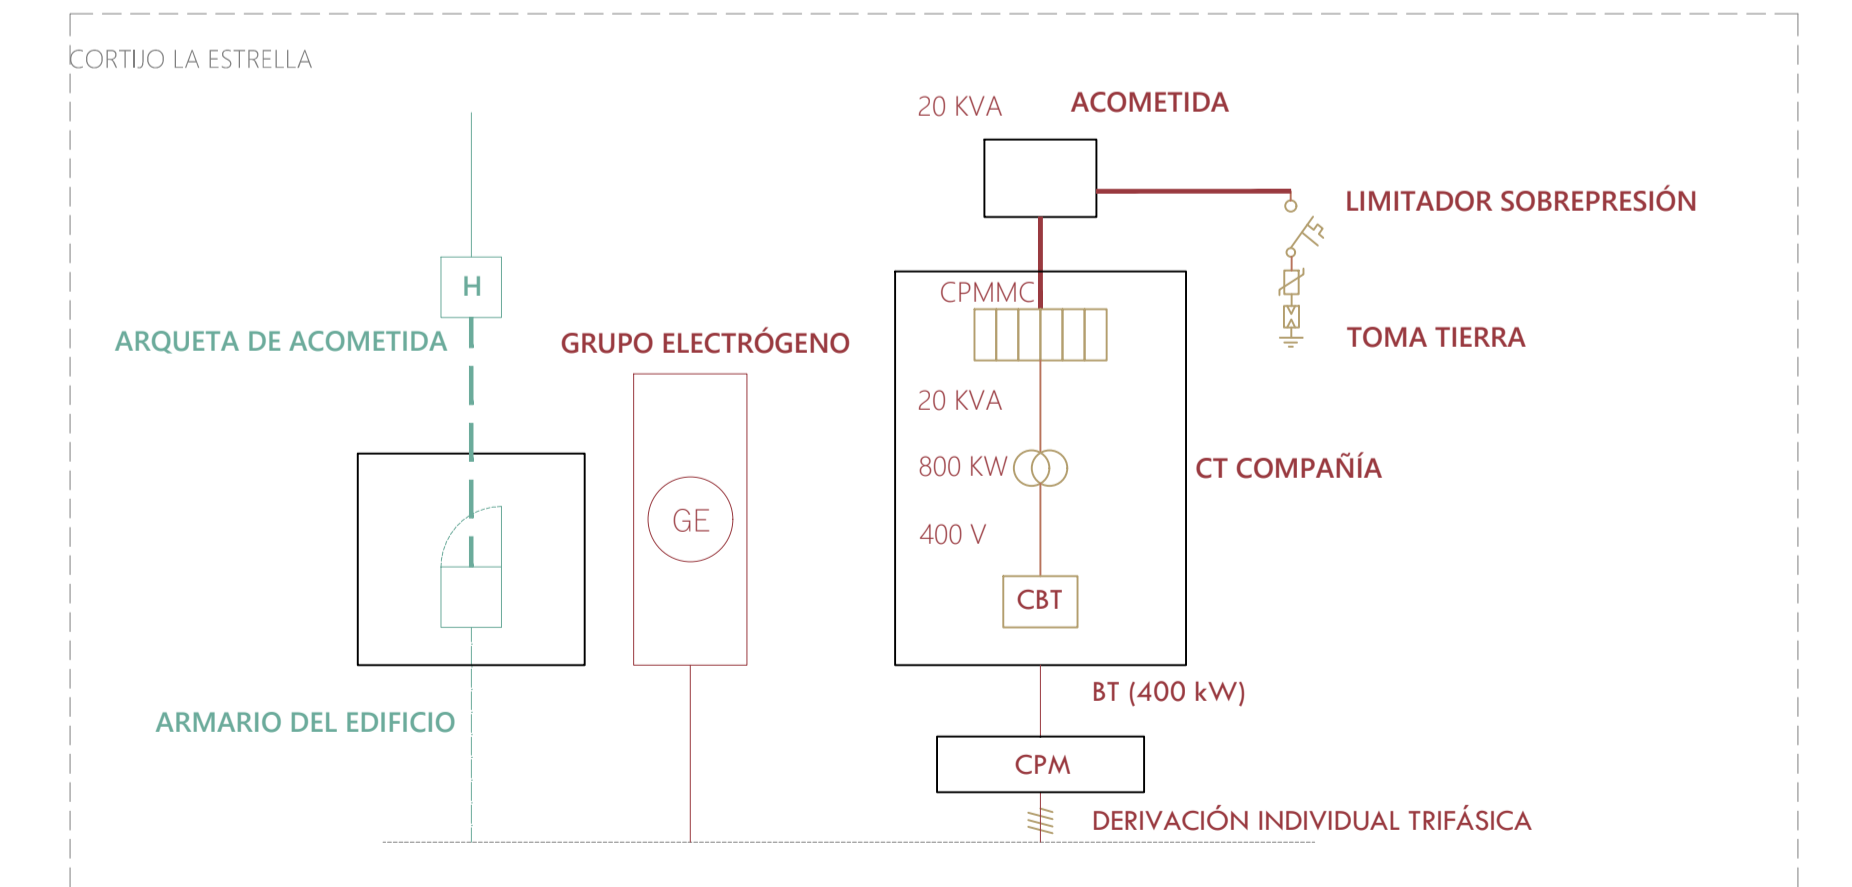 CORTIJO LA ESTRELLA
20 KVA
ACOMETIDA
LIMITADOR SOBREPRESIÓN
H
CPMMC
ARQUETA DE ACOMETIDA
GRUPO ELECTRÓGENO
TOMA TIERRA
20 KVA
800 KW
CT COMPAÑÍA
GE
400 V
CBT
BT (400 kW)
ARMARIO DEL EDIFICIO
CPM
DERIVACIÓN INDIVIDUAL TRIFÁSICA